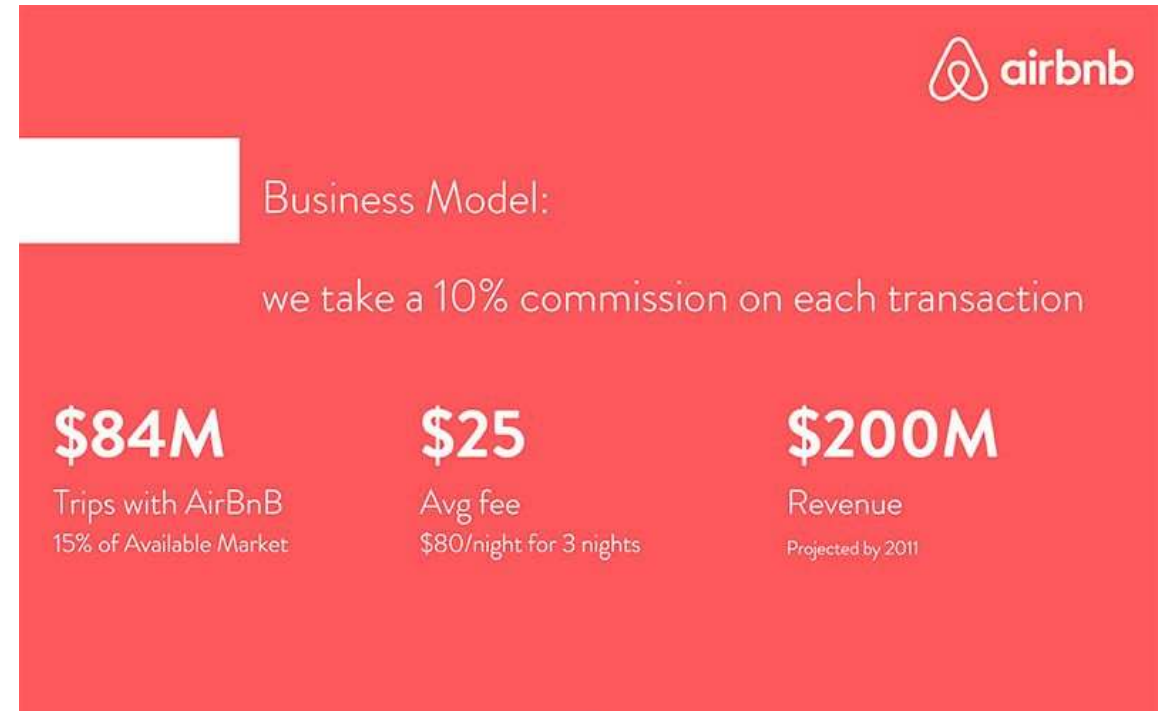 airbnb
Business Model:
we take a 10% commission on each transaction
$84M
Trips with AirBnB
15% of Available Market
$25
Avg fee
$80/night for 3 nights
$200M
Revenue
Projected by 2011